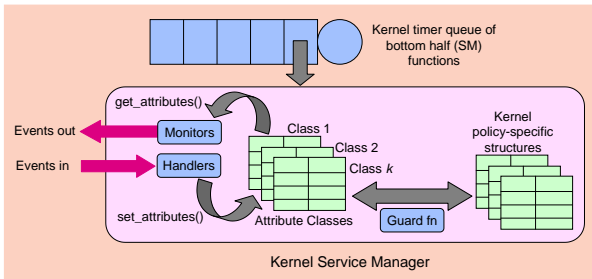 Kernel timer queue of
bottom half (SM)
functions
get_attributes()
Events out
Monitors
Class 1
Class 2
Class k
Kernel
policy-specific
structures
Events in
Handlers
set_attributes()
Attribute Classes
Guard fn
Kernel Service Manager